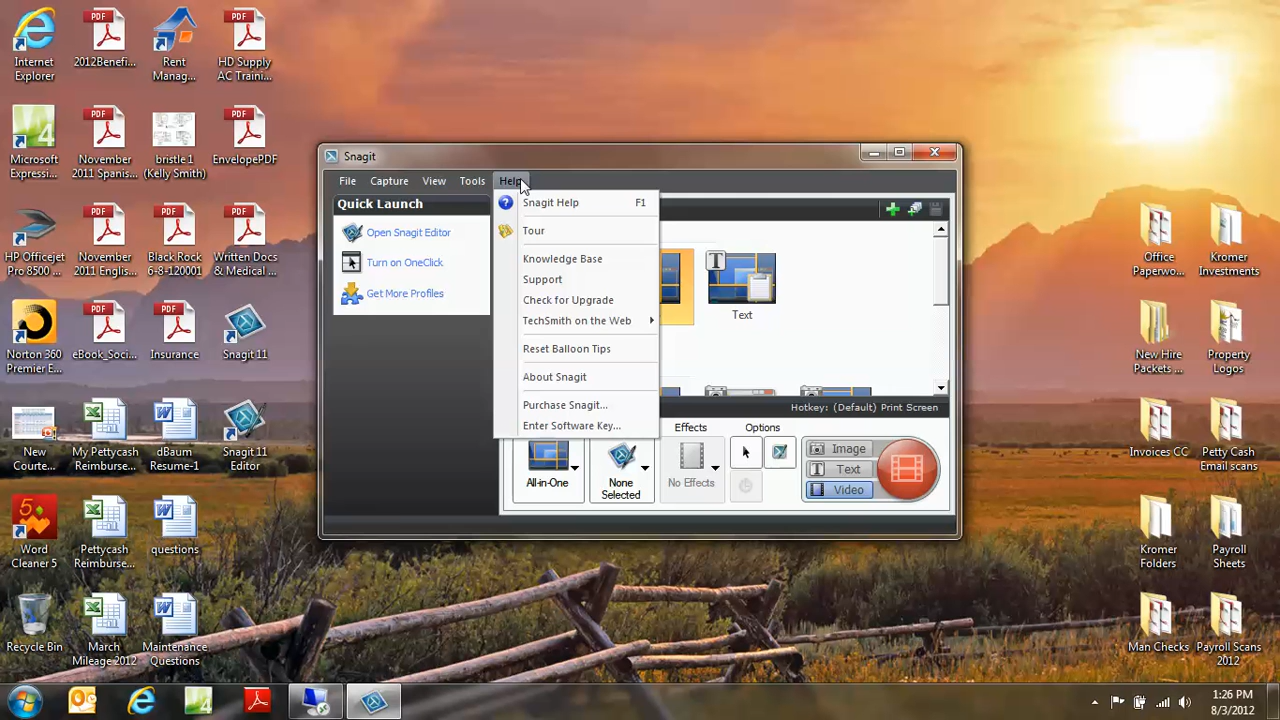 Internet
Explorer
2012Benefi...
Rent
Manag...
HD Supply
AC Traini...
Microsoft
Expressi...
November
2011 Spanis...
bristle 1
(Kelly Smith)
EnvelopePDF
HP Officejet
Pro 8500 ...
November
2011 Englis...
Black Rock
6-8-120001
Written Docs
& Medical ...
Norton 360
Premier E...
eBook_Soci...
Insurance
Snagit 11
New
Courte...
My Pettycash
Reimburse...
dBaum
Resume-1
Snagit 11
Editor
Word
Cleaner 5
Pettycash
Reimburse...
questions
Recycle Bin
March
Mileage 2012
Maintenance
Questions
Snagit
File Capture View Tools Help
Quick Launch
Open Snagit Editor
Turn on OneClick
Get More Profiles
Snagit Help F1
Tour
Knowledge Base
Support
Check for Upgrade
TechSmith on the Web
Reset Balloon Tips
About Snagit
Purchase Snagit...
Enter Software Key...
T
Text
Hotkey: (Default) Print Screen
Effects Options
All-in-One
None
Selected
No Effects
Image
T Text
Video
Office
Paperwo...
Kromer
Investments
New Hire
Packets ...
Property
Logos
Invoices CC
Petty Cash
Email scans
Kromer
Folders
Payroll
Sheets
Man Checks
Payroll Scans
2012
1:26 PM
8/3/2012